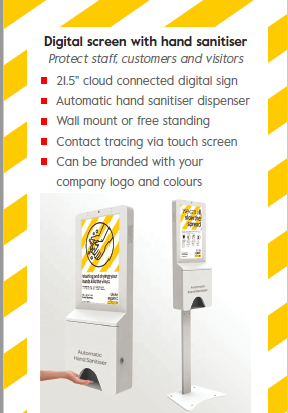 Digital screen with hand sanitiser
Protect staff, customers and visitors
21.5" cloud connected digital sign
Automatic hand sanitiser dispenser
Wall mount or free standing
Contact tracing via touch screen
Can be branded with your
company logo and colours
Automatic
Hand Sanitiser
Automatic
Hand Sanitiser